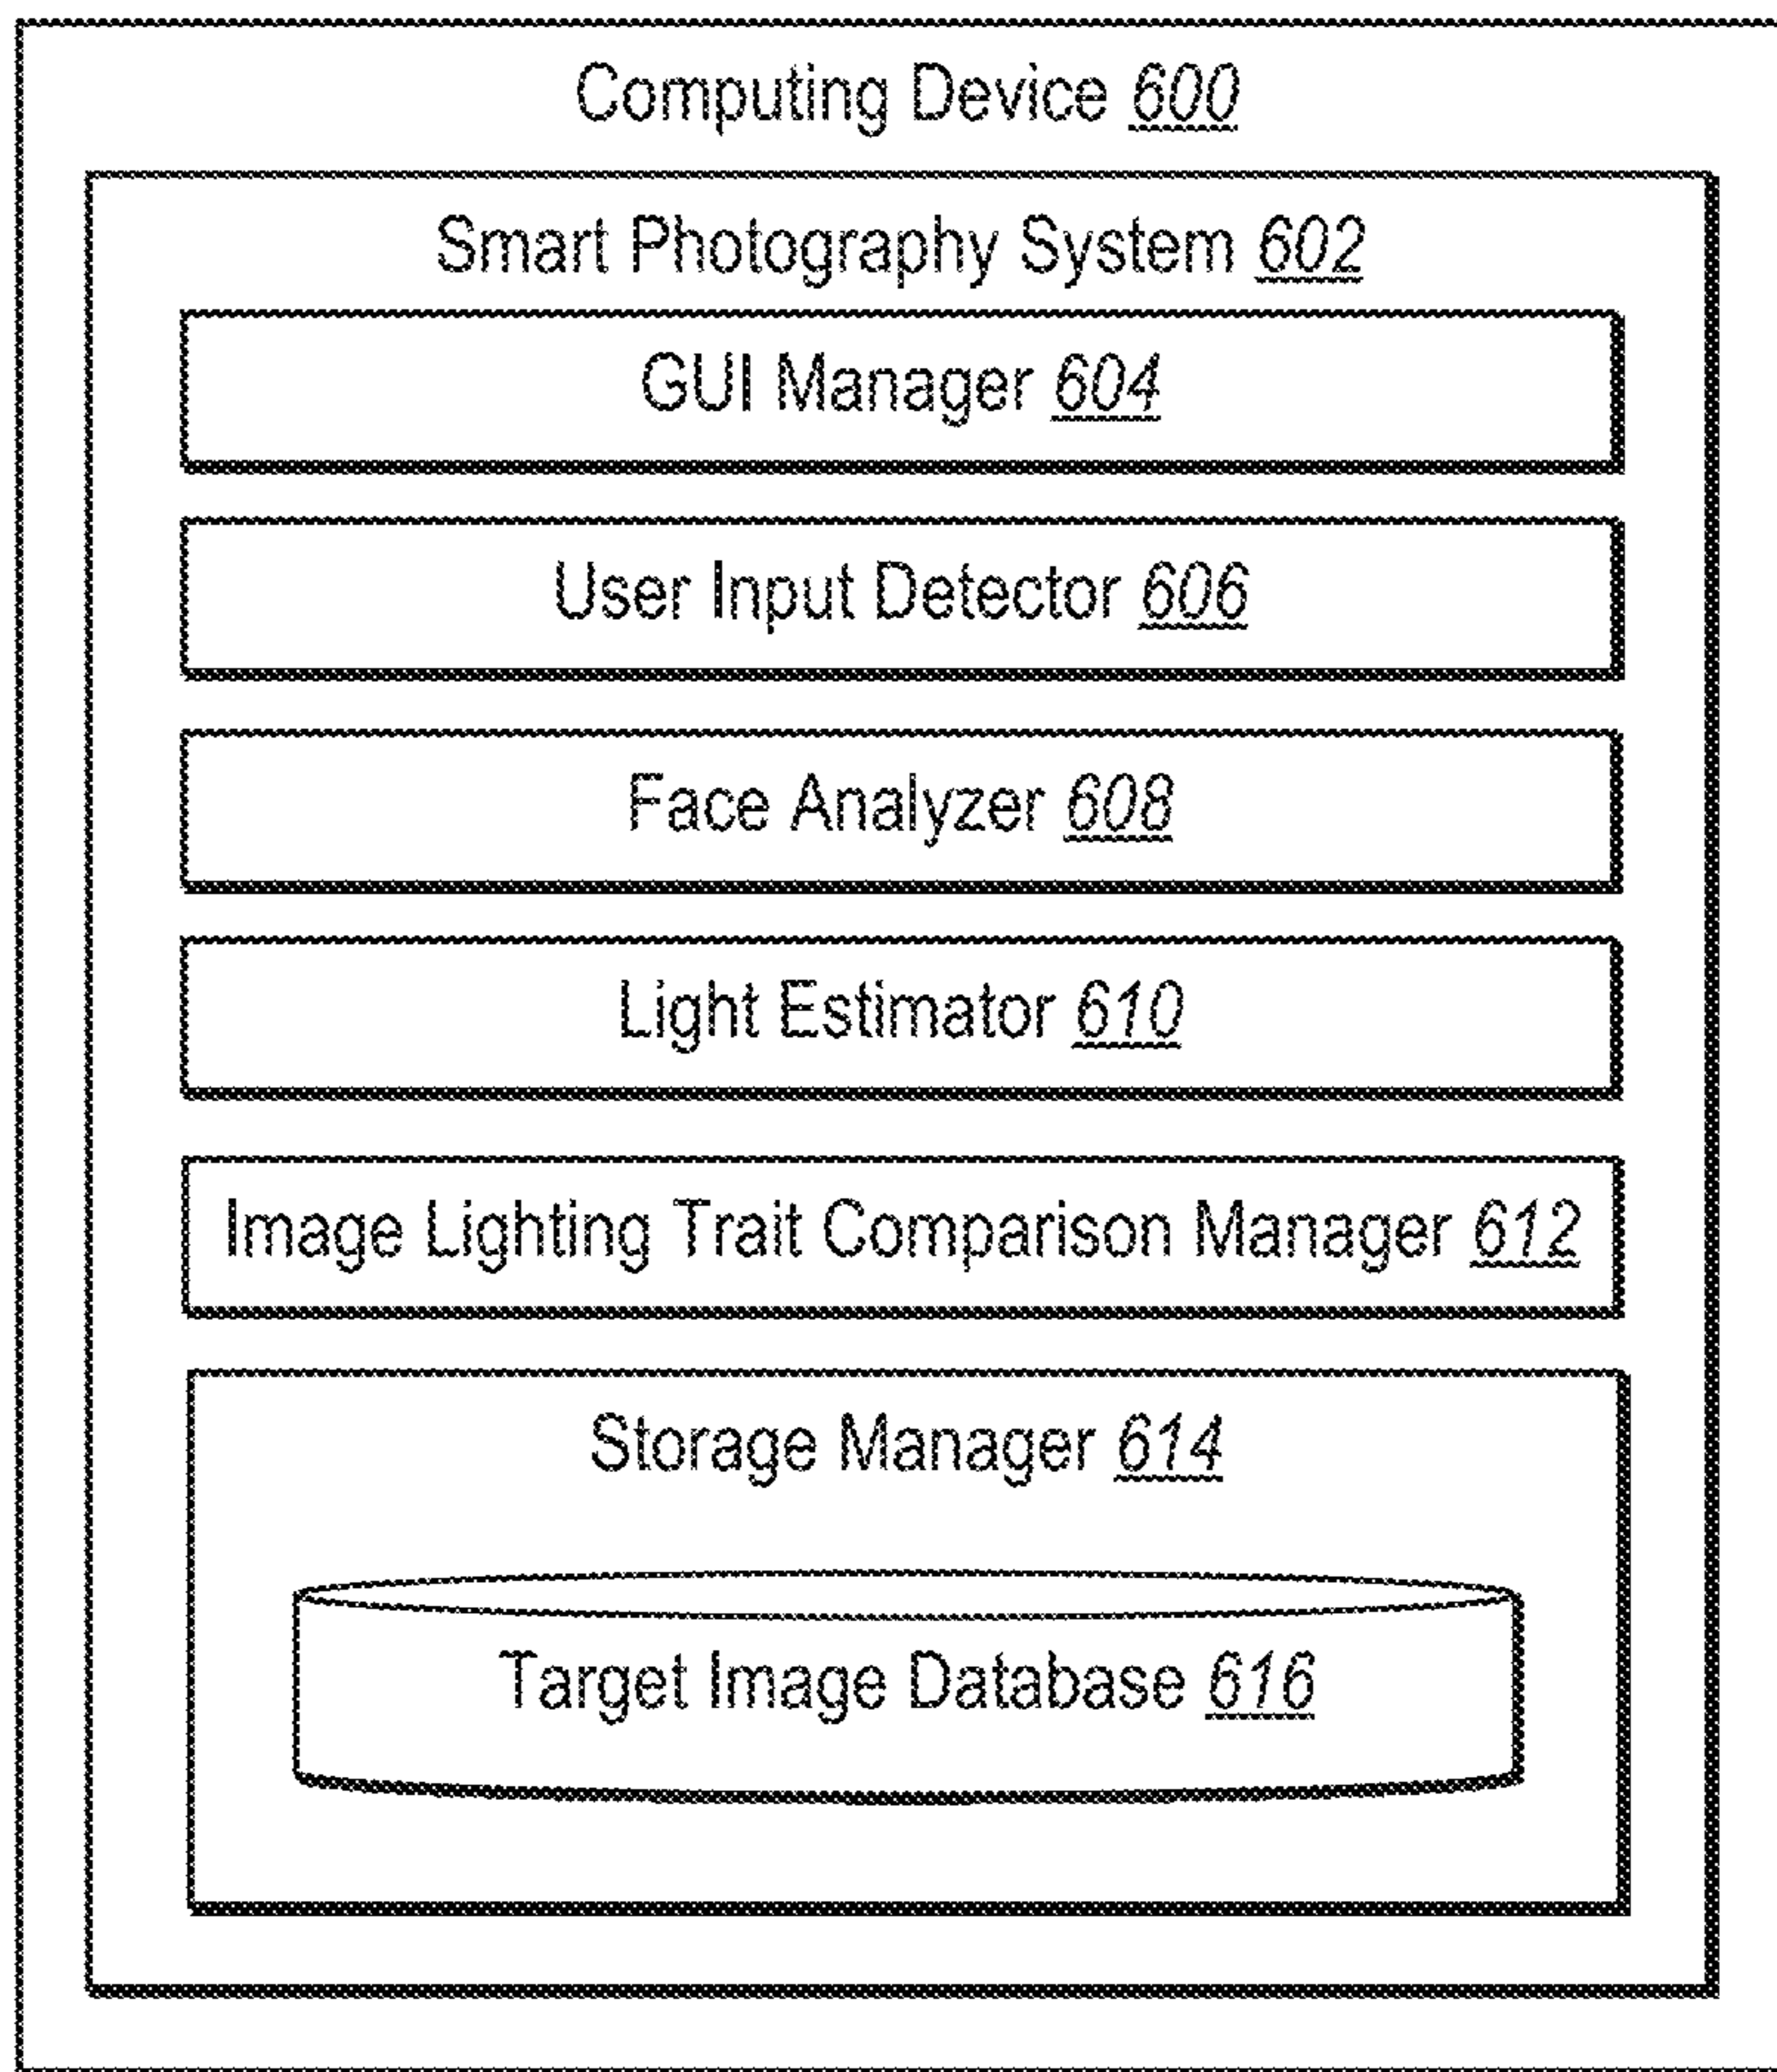 Computing Device 600
Smart Photography System 602
GUI Manager 604
User Input Detector 606
Face Analyzer 608
Light Estimator 610
Image Lighting Trait Comparison Manager 612
Storage Manager 614
Target Image Database 616